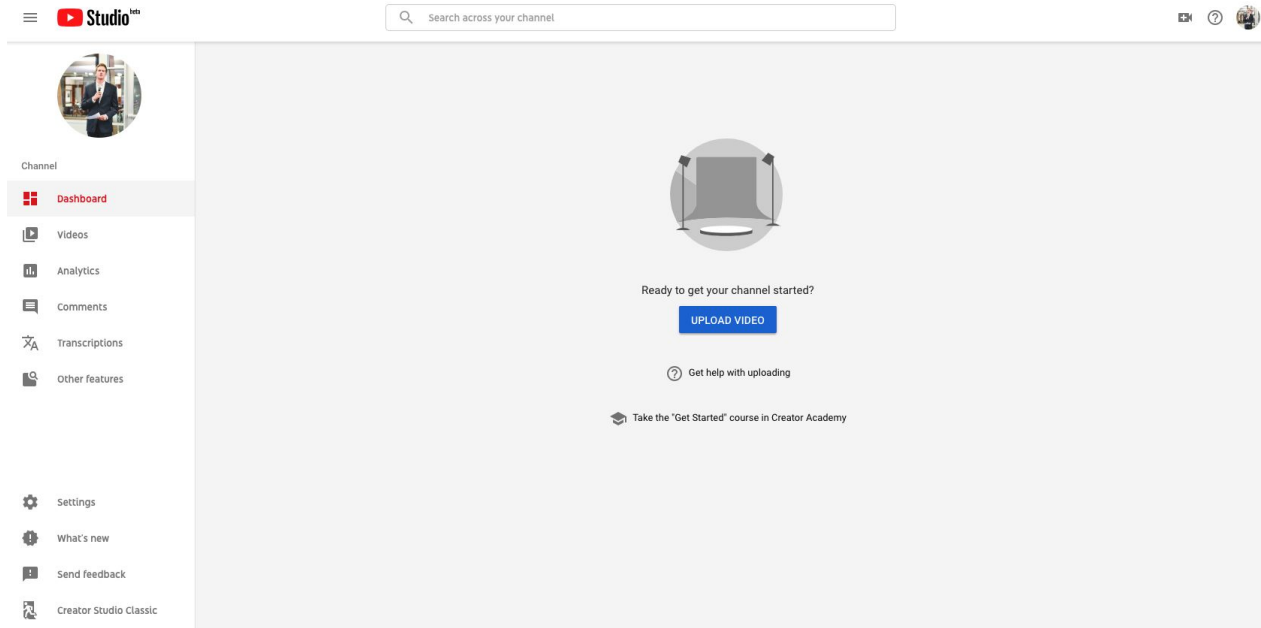 Studio beta
Search across your channel
Channel
Dashboard
Videos
Analytics
Comments
Transcriptions
Other features
Settings
What's new
Send feedback
Creator Studio Classic
Ready to get your channel started?
UPLOAD VIDEO
Get help with uploading
Take the "Get Started" course in Creator Academy